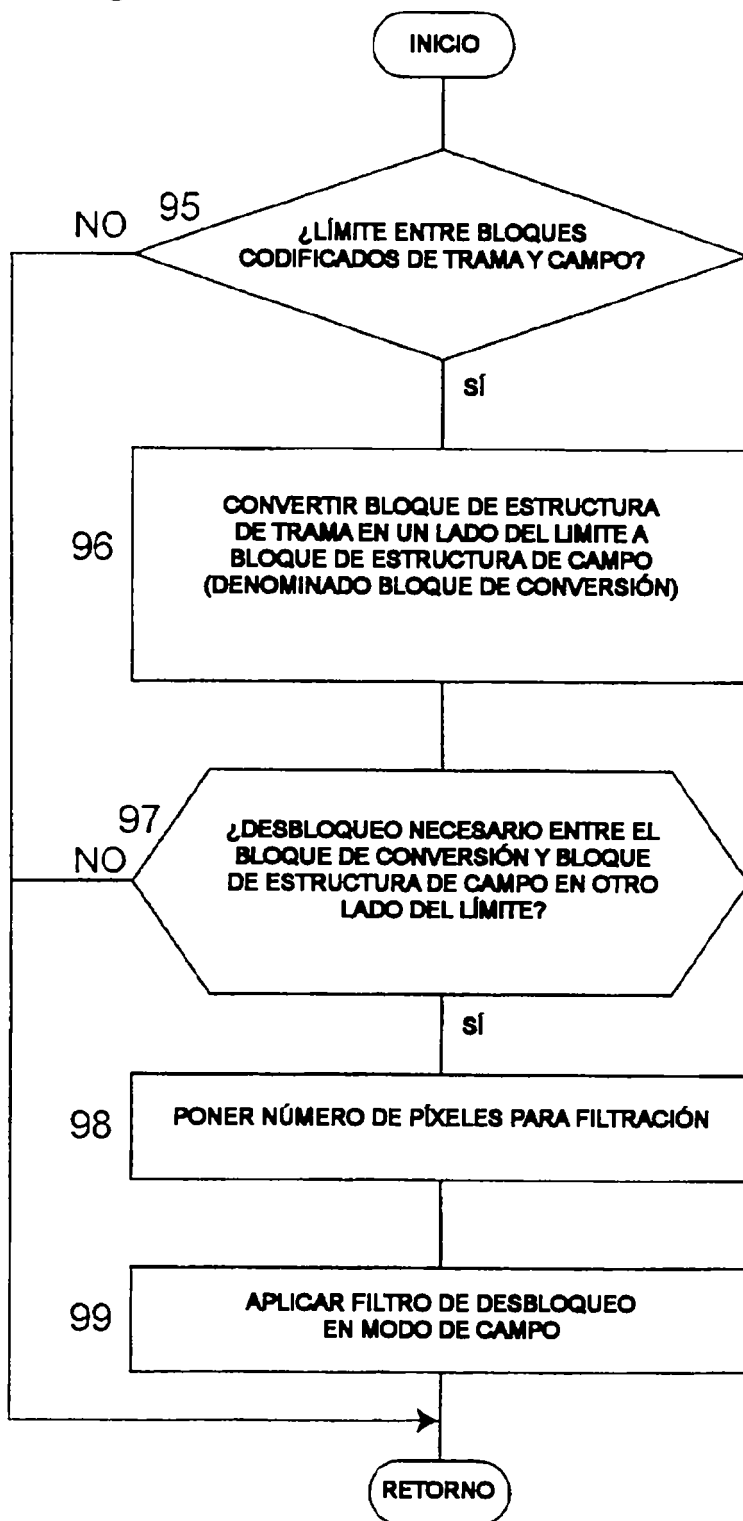 INICIO
95
NO
¿LÍMITE ENTRE BLOQUES
CODIFICADOS DE TRAMA Y CAMPO?
SÍ
96
CONVERTIR BLOQUE DE ESTRUCTURA
DE TRAMA EN UN LADO DEL LIMITE A
BLOQUE DE ESTRUCTURA DE CAMPO
(DENOMINADO BLOQUE DE CONVERSIÓN)
97
NO
¿DESBLOQUEO NECESARIO ENTRE EL
BLOQUE DE CONVERSIÓN Y BLOQUE
DE ESTRUCTURA DE CAMPO EN OTRO
LADO DEL LÍMITE?
SÍ
98
PONER NÚMERO DE PÍXELES PARA FILTRACIÓN
99
APLICAR FILTRO DE DESBLOQUEO
EN MODO DE CAMPO
RETORNO